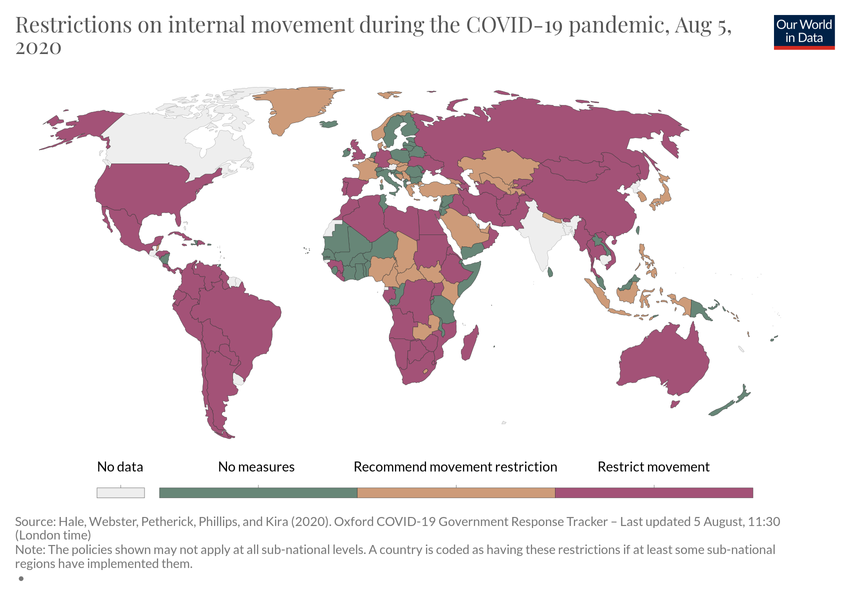 Restrictions on internal movement during the COVID-19 pandemic, Aug 5,
2020
Our World
in Data
No data
No measures
Recommend movement restriction
Restrict movement
Source: Hale, Webster, Petherick, Phillips, and Kira (2020). Oxford COVID-19 Government Response Tracker – Last updated 5 August, 11:30
(London time)
Note: The policies shown may not apply at all sub-national levels. A country is coded as having these restrictions if at least some sub-national
regions have implemented them.